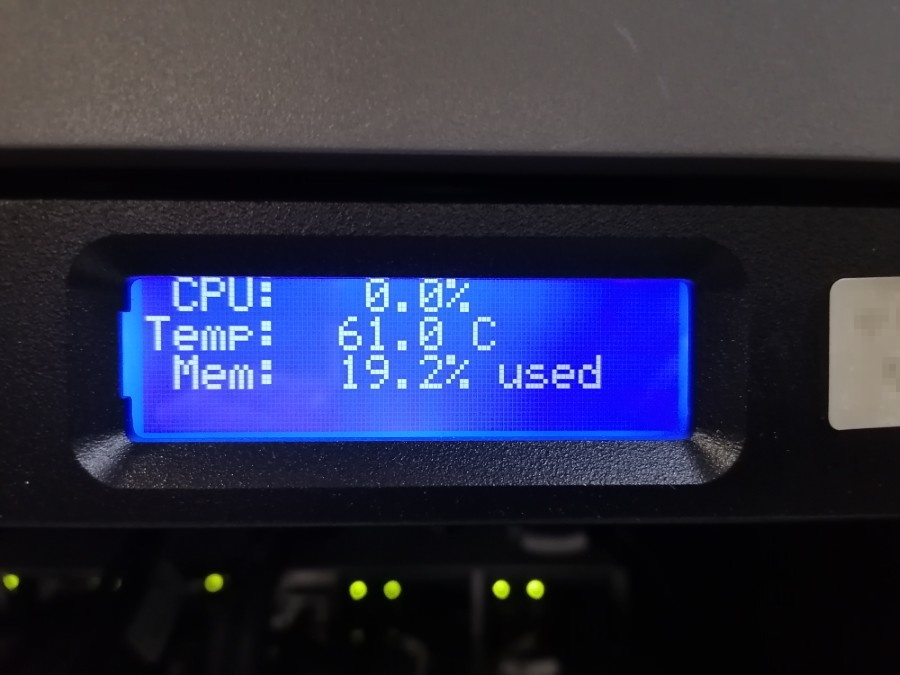 CPU: 0.0%
Temp: 61.0 C
Mem: 19.2% used